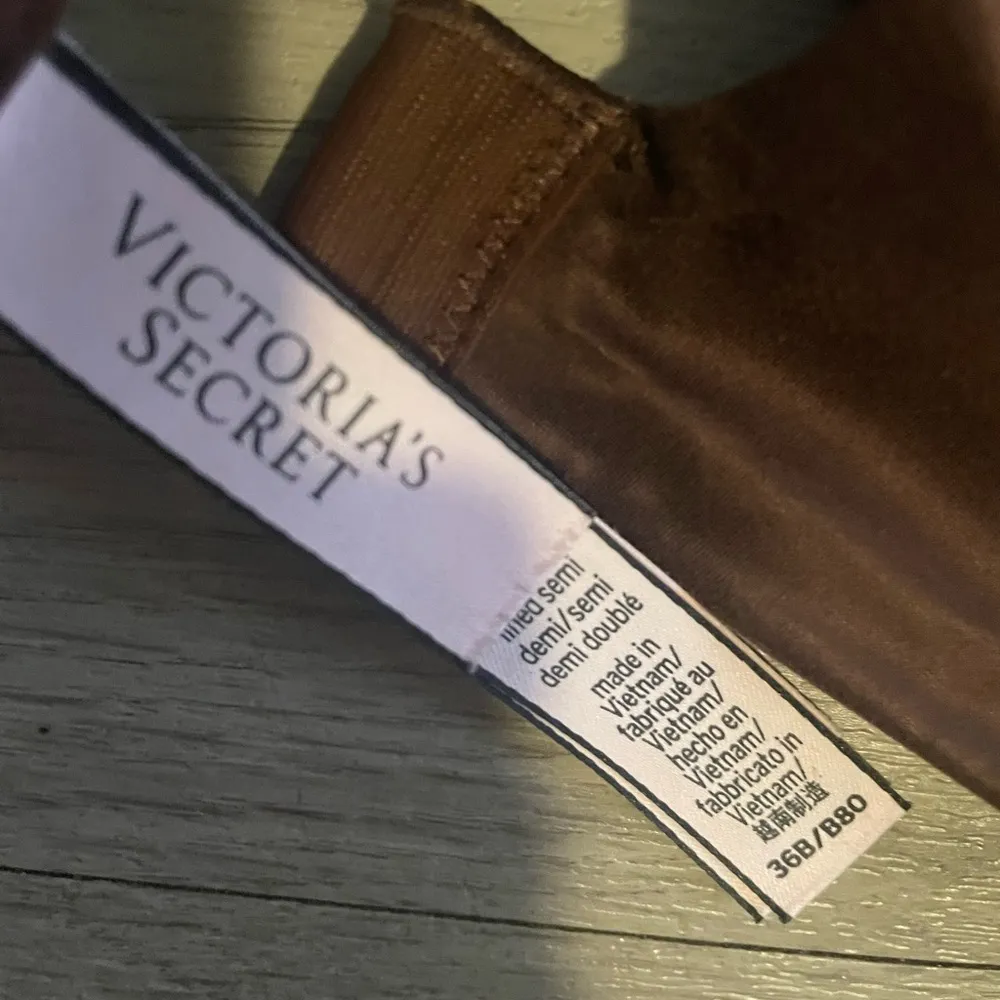 VICTORIA'S
SECRET
lined semi
demi/semi
demi doublé
made in
Vietnam/
fabriqué au
Vietnam/
hecho en
Vietnam/
fabbricato in
Vietnam/
越南制造
36B/B80